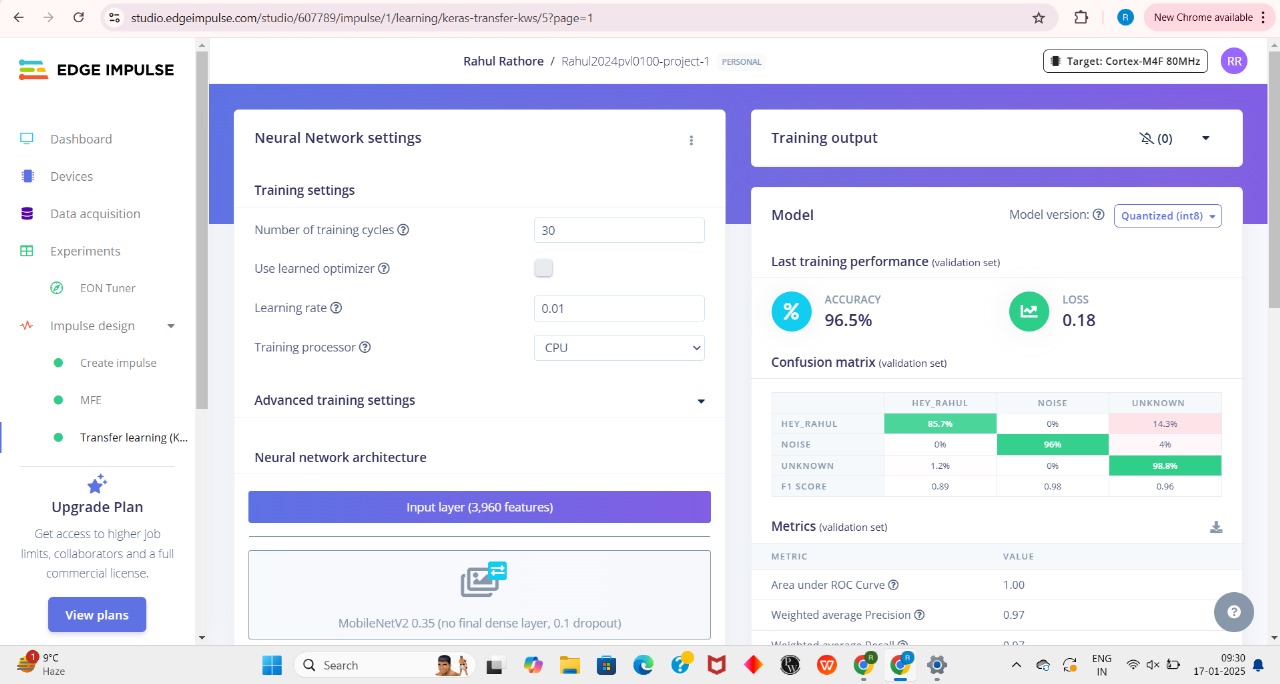 studio.edgeimpulse.com/studio/607789/impulse/1/learning/keras-transfer-kws/5?page=1
R
New Chrome available
EDGE IMPULSE
Rahul Rathore / Rahul2024pvl0100-project-1 PERSONAL
Target: Cortex-M4F 80MHz
RR
Dashboard
Devices
Data acquisition
Experiments
EON Tuner
Impulse design
Create impulse
MFE
Transfer learning (K...
Upgrade Plan
Get access to higher job
limits, collaborators and a full
commercial license.
View plans
Neural Network settings
Training settings
Number of training cycles ?
30
Use learned optimizer ?
Learning rate ?
0.01
Training processor ?
CPU
Advanced training settings
Neural network architecture
Input layer (3,960 features)
MobileNetV2 0.35 (no final dense layer, 0.1 dropout)
Training output
(0)
Model
Model version: ? Quantized (int8)
Last training performance (validation set)
% ACCURACY
96.5%
LOSS
0.18
Confusion matrix (validation set)
HEY_RAHUL NOISE UNKNOWN
HEY_RAHUL 85.7% 0% 14.3%
NOISE 0% 96% 4%
UNKNOWN 1.2% 0% 98.8%
F1 SCORE 0.89 0.98 0.96
Metrics (validation set)
METRIC VALUE
Area under ROC Curve ? 1.00
Weighted average Precision ? 0.97
Weighted average Recall ? 0.97
?
1
9°C
Haze
Search
ENG
IN
09:30
17-01-2025